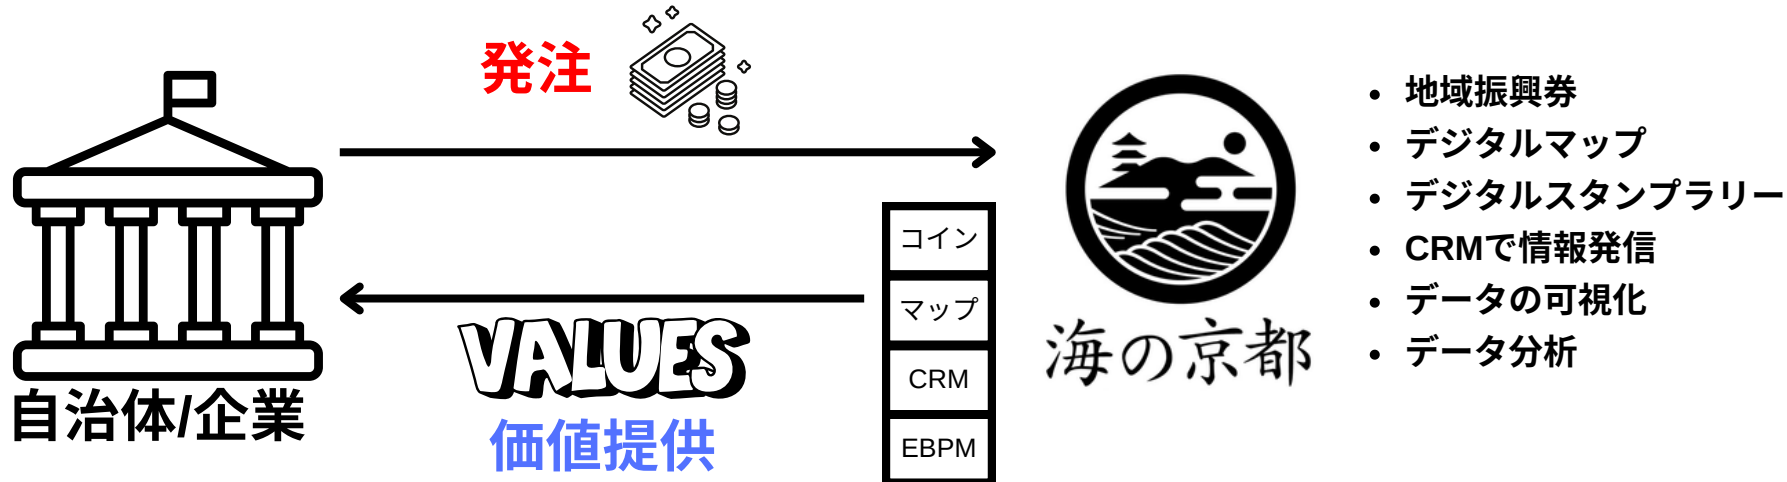 発注
自治体/企業
VALUES
価値提供
コイン
マップ
CRM
EBPM
海の京都
• 地域振興券
• デジタルマップ
• デジタルスタンプラリー
• CRMで情報発信
• データの可視化
• データ分析